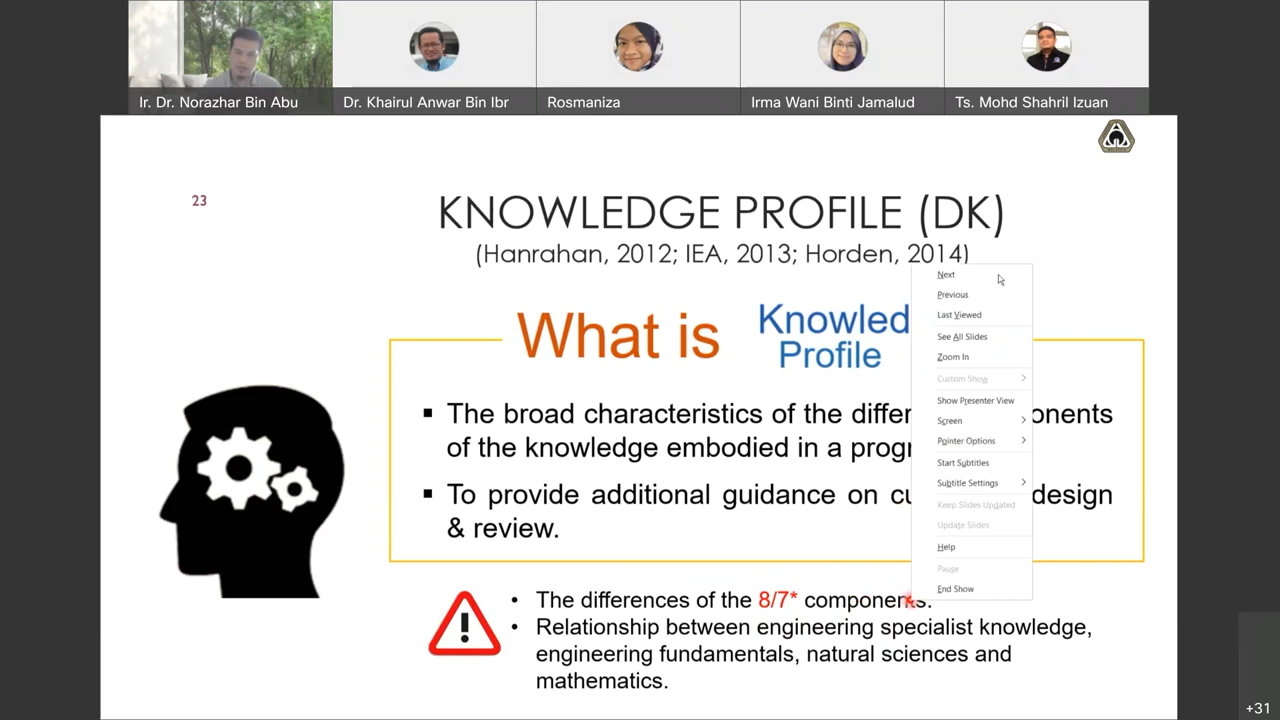 Ir. Dr. Norazhar Bin Abu
Dr. Khairul Anwar Bin Ibr
Rosmaniza
Irma Wani Binti Jamalud
Ts. Mohd Shahril Izuan
23
KNOWLEDGE PROFILE (DK)
(Hanrahan, 2012; IEA, 2013; Horden, 2014)
What is
Knowled
Profile
▪ The broad characteristics of the differ onents
of the knowledge embodied in a progr
▪ To provide additional guidance on cu design
& review.
• The differences of the 8/7* components.
• Relationship between engineering specialist knowledge,
engineering fundamentals, natural sciences and
mathematics.
Next
Previous
Last Viewed
See All Slides
Zoom In
Custom Show
Show Presenter View
Screen
Pointer Options
Start Subtitles
Subtitle Settings
Keep Slides Updated
Update Slides
Help
Pause
End Show
+31